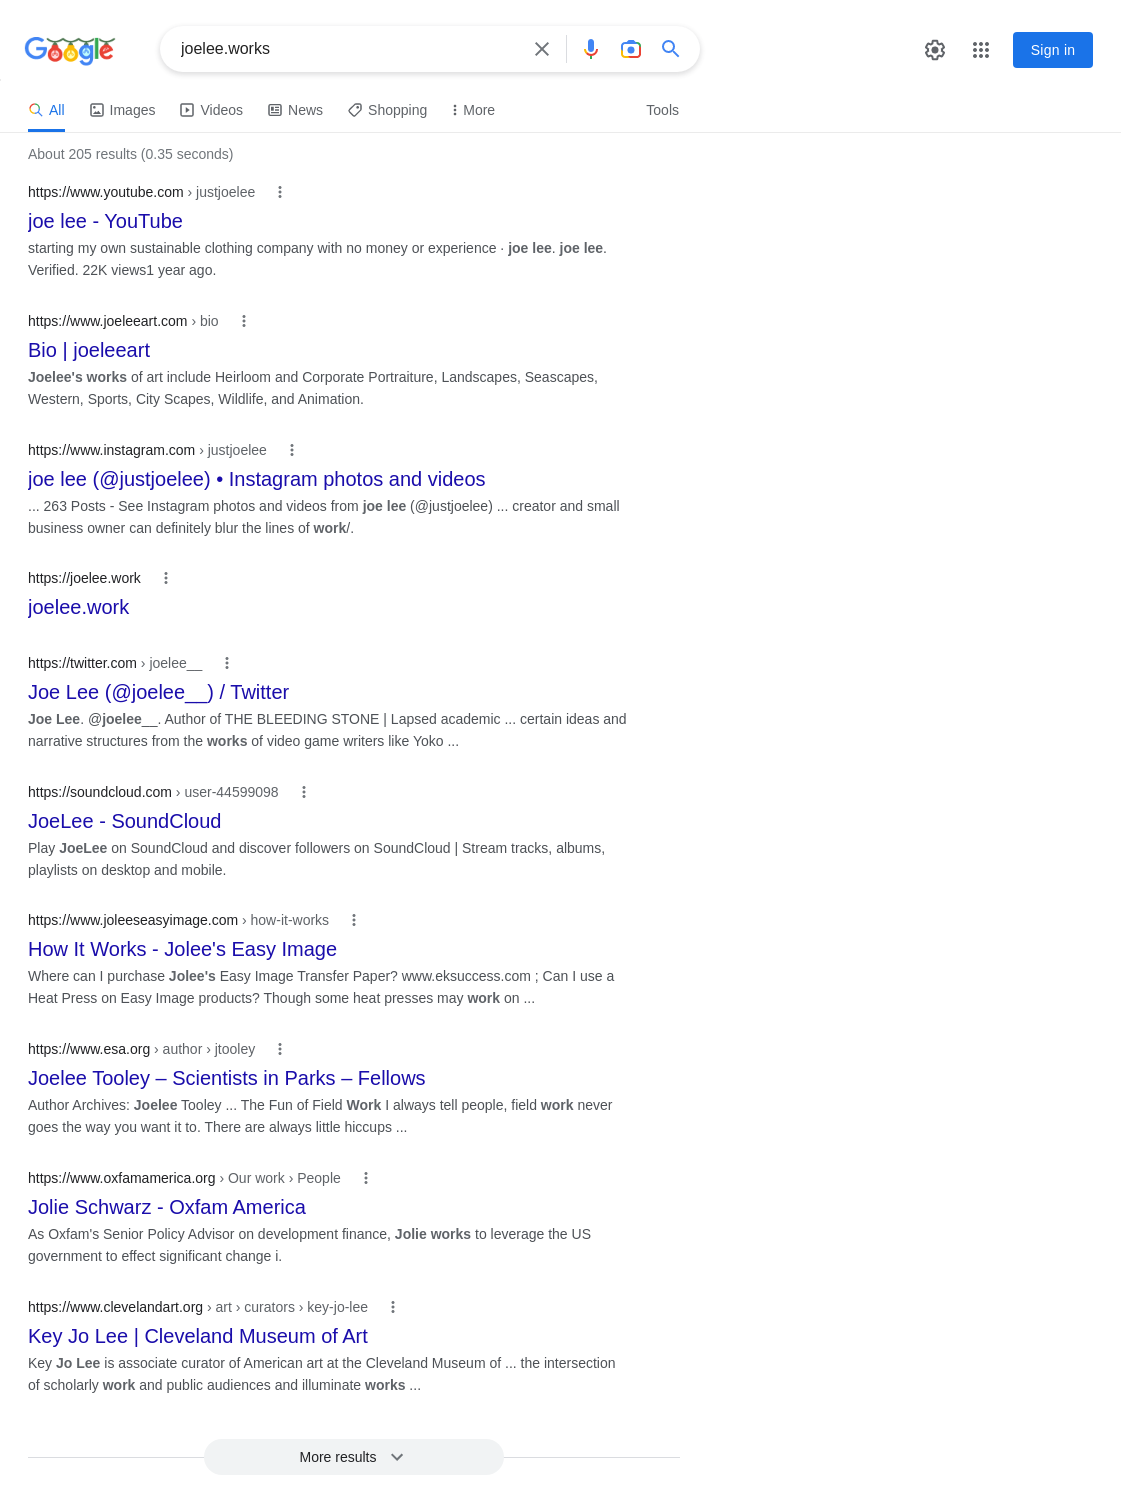 Google
joelee.works
Sign in
All
Images
Videos
News
Shopping
More
Tools
About 205 results (0.35 seconds)
https://www.youtube.com › justjoelee
joe lee - YouTube
starting my own sustainable clothing company with no money or experience · joe lee. joe lee.
Verified. 22K views1 year ago.
https://www.joeleeart.com › bio
Bio | joeleeart
Joelee's works of art include Heirloom and Corporate Portraiture, Landscapes, Seascapes,
Western, Sports, City Scapes, Wildlife, and Animation.
https://www.instagram.com › justjoelee
joe lee (@justjoelee) • Instagram photos and videos
... 263 Posts - See Instagram photos and videos from joe lee (@justjoelee) ... creator and small
business owner can definitely blur the lines of work/.
https://joelee.work
joelee.work
https://twitter.com › joelee__
Joe Lee (@joelee__) / Twitter
Joe Lee. @joelee__. Author of THE BLEEDING STONE | Lapsed academic ... certain ideas and
narrative structures from the works of video game writers like Yoko ...
https://soundcloud.com › user-44599098
JoeLee - SoundCloud
Play JoeLee on SoundCloud and discover followers on SoundCloud | Stream tracks, albums,
playlists on desktop and mobile.
https://www.joleeseasyimage.com › how-it-works
How It Works - Jolee's Easy Image
Where can I purchase Jolee's Easy Image Transfer Paper? www.eksuccess.com ; Can I use a
Heat Press on Easy Image products? Though some heat presses may work on ...
https://www.esa.org › author › jtooley
Joelee Tooley – Scientists in Parks – Fellows
Author Archives: Joelee Tooley ... The Fun of Field Work I always tell people, field work never
goes the way you want it to. There are always little hiccups ...
https://www.oxfamamerica.org › Our work › People
Jolie Schwarz - Oxfam America
As Oxfam's Senior Policy Advisor on development finance, Jolie works to leverage the US
government to effect significant change i.
https://www.clevelandart.org › art › curators › key-jo-lee
Key Jo Lee | Cleveland Museum of Art
Key Jo Lee is associate curator of American art at the Cleveland Museum of ... the intersection
of scholarly work and public audiences and illuminate works ...
More results